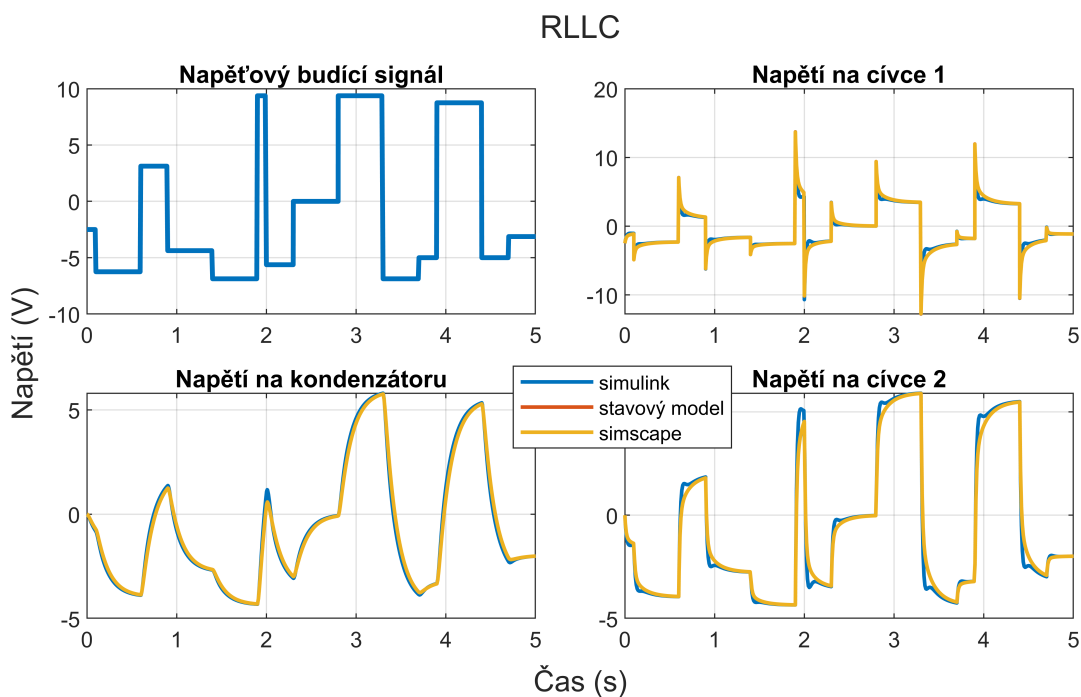 RLLC
Napěťový budící signál
10
5
0
-5
-10
0 1 2 3 4 5
Napětí na cívce 1
20
10
0
-10
0 1 2 3 4 5
Napětí (V)
Napětí na kondenzátoru
5
0
-5
0 1 2 3 4 5
simulink
stavový model
simscape
Napětí na cívce 2
0
-5
0 1 2 3 4 5
Čas (s)